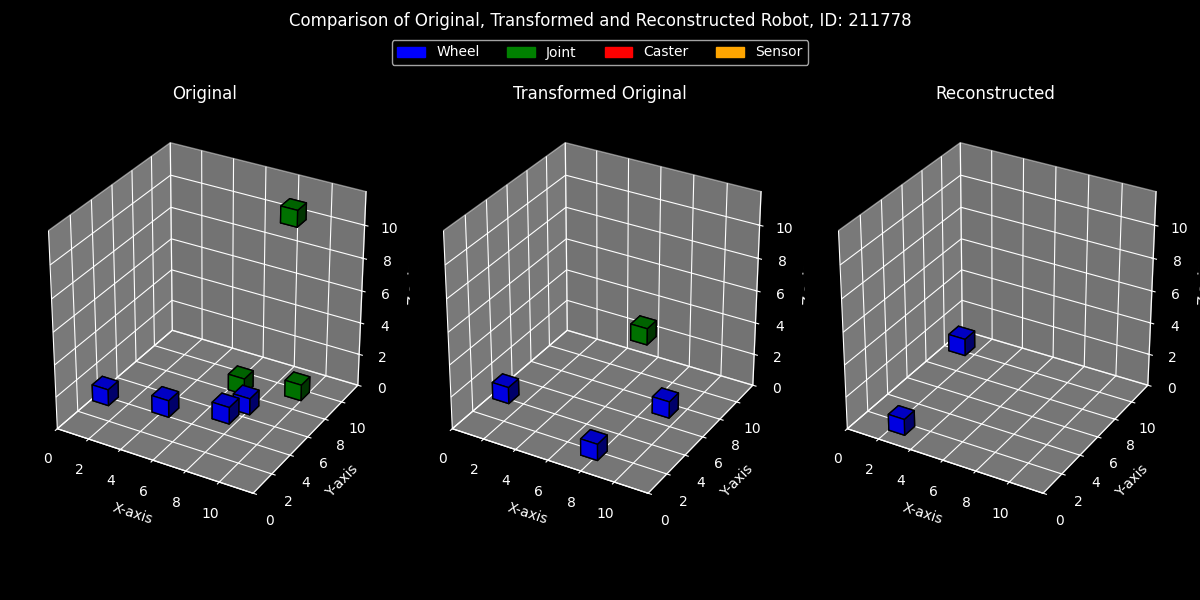 Comparison of Original, Transformed and Reconstructed Robot, ID: 211778
Wheel Joint Caster Sensor
Original Transformed Original Reconstructed
10 10 10
8 8 8
6 6 6
4 4 4
2 2 2
0 0 0
10 10 10
8 8 8
0 2 4 6 8 10 6 4 2 0 0 2 4 6 8 10 6 4 2 0 0 2 4 6 8 10 6 4 2 0
X-axis Y-axis X-axis Y-axis X-axis Y-axis